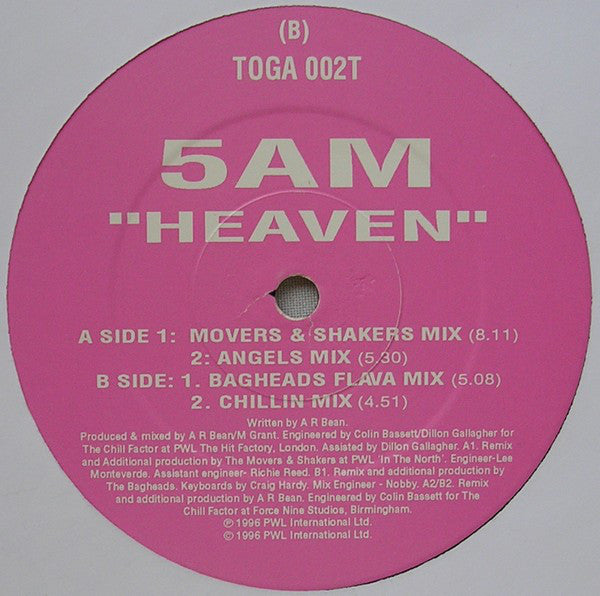 (B)
TOGA 002T
5AM
"HEAVEN"
A SIDE 1: MOVERS & SHAKERS MIX (8.11)
2: ANGELS MIX (5.30)
B SIDE: 1. BAGHEADS FLAVA MIX (5.08)
2. CHILLIN MIX (4.51)
Written by A R Bean.
Produced & mixed by A R Bean/M Grant. Engineered by Colin Bassett/Dillon Gallagher for
The Chill Factor at PWL The Hit Factory, London. Assisted by Dillon Gallagher. A1. Remix
and Additional production by The Movers & Shakers at PWL 'In The North'. Engineer-Lee
Monteverde. Assistant engineer- Richie Reed. B1. Remix and additional production by
The Bagheads. Keyboards by Craig Hardy. Mix Engineer - Nobby. A2/B2. Remix
and additional production by A R Bean. Engineered by Colin Bassett for The
Chill Factor at Force Nine Studios, Birmingham.
℗ 1996 PWL International Ltd.
© 1996 PWL International Ltd.